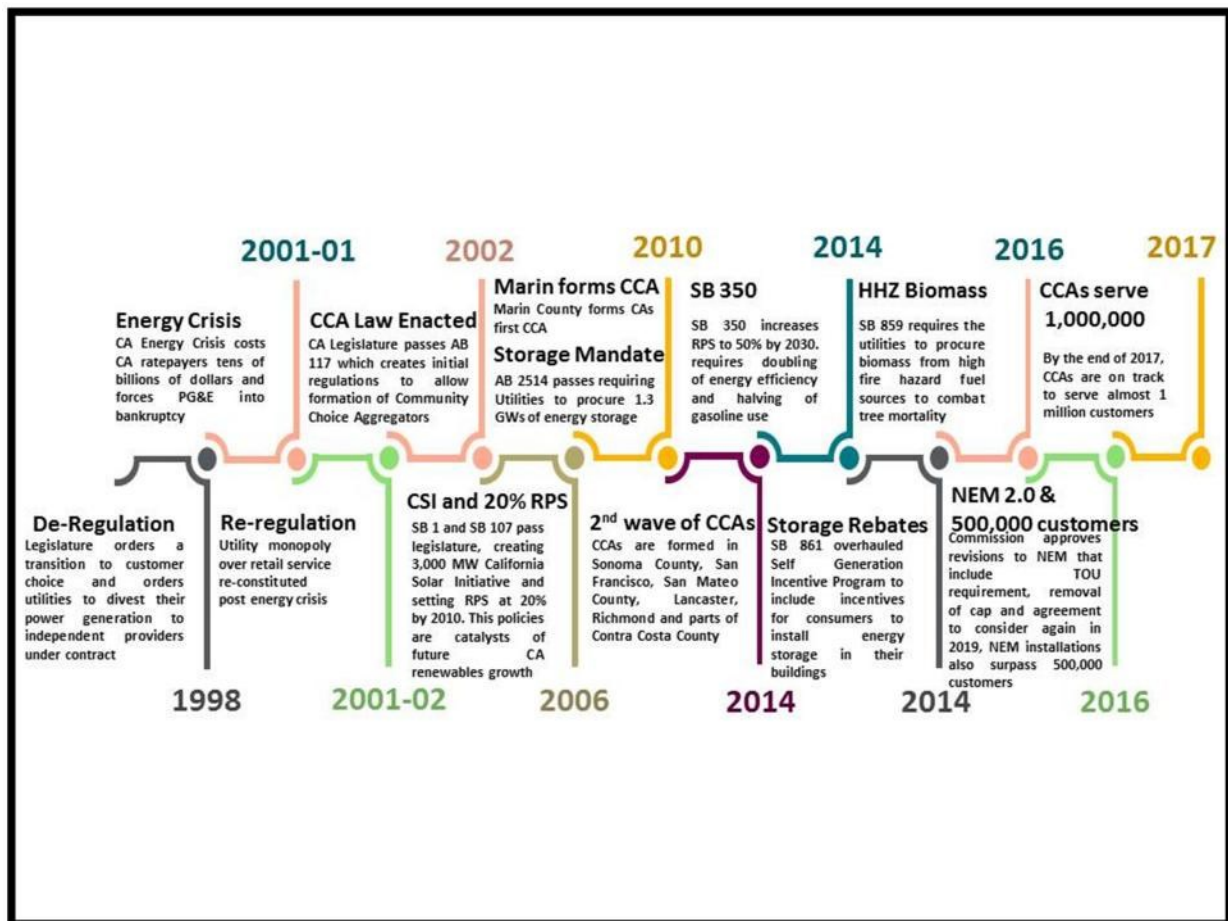 2001-01
2002
2010
2014
2016
2017
Energy Crisis
CA Energy Crisis costs
CA ratepayers tens of
billions of dollars and
forces PG&E into
bankruptcy
CCA Law Enacted
CA Legislature passes AB
117 which creates initial
regulations to allow
formation of Community
Choice Aggregators
Marin forms CCA
Marin County forms CAs
first CCA
Storage Mandate
AB 2514 passes requiring
Utilities to procure 1.3
GWs of energy storage
SB 350
SB 350 increases
RPS to 50% by 2030.
requires doubling
of energy efficiency
and halving of
gasoline use
HHZ Biomass
SB 859 requires the
utilities to procure
biomass from high
fire hazard fuel
sources to combat
tree mortality
CCAs serve
1,000,000
By the end of 2017,
CCAs are on track
to serve almost 1
million customers
De-Regulation
Legislature orders a
transition to customer
choice and orders
utilities to divest their
power generation to
independent providers
under contract
Re-regulation
Utility monopoly
over retail service
re-constituted
post energy crisis
CSI and 20% RPS
SB 1 and SB 107 pass
legislature, creating
3,000 MW California
Solar Initiative and
setting RPS at 20%
by 2010. This policies
are catalysts of
future CA
renewables growth
2nd wave of CCAs
CCAs are formed in
Sonoma County, San
Francisco, San Mateo
County, Lancaster,
Richmond and parts of
Contra Costa County
Storage Rebates
SB 861 overhauled
Self Generation
Incentive Program to
include incentives
for consumers to
install energy
storage in their
buildings
NEM 2.0 &
500,000 customers
Commission approves
revisions to NEM that
include TOU
requirement, removal
of cap and agreement
to consider again in
2019, NEM installations
also surpass 500,000
customers
1998
2001-02
2006
2014
2014
2016